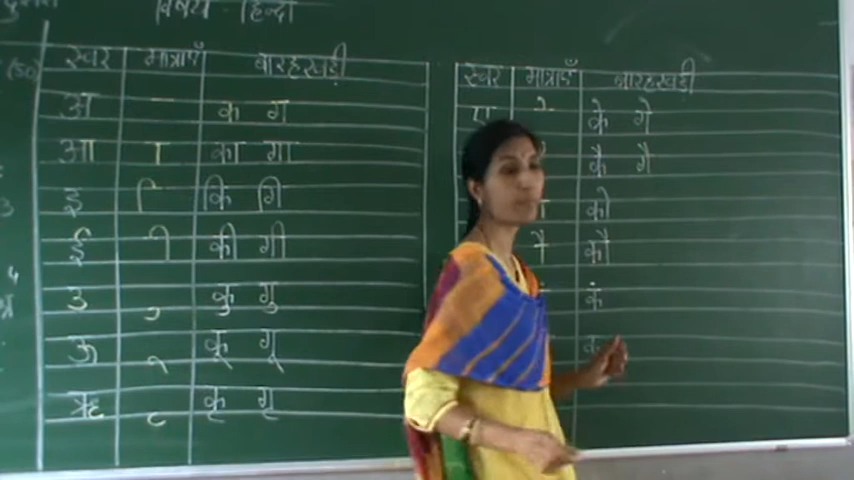 विषय - हिन्दी
स्वर मात्राएँ बारहखड़ी
अ - क ग
आ ा का गा
इ ि कि गि
ई ी की गी
उ ु कु गु
ऊ ू कू गू
ऋ ृ कृ गृ
स्वर मात्राएँ बारहखड़ी
ए े के गे
कै गै
को
ौ कौ
कं